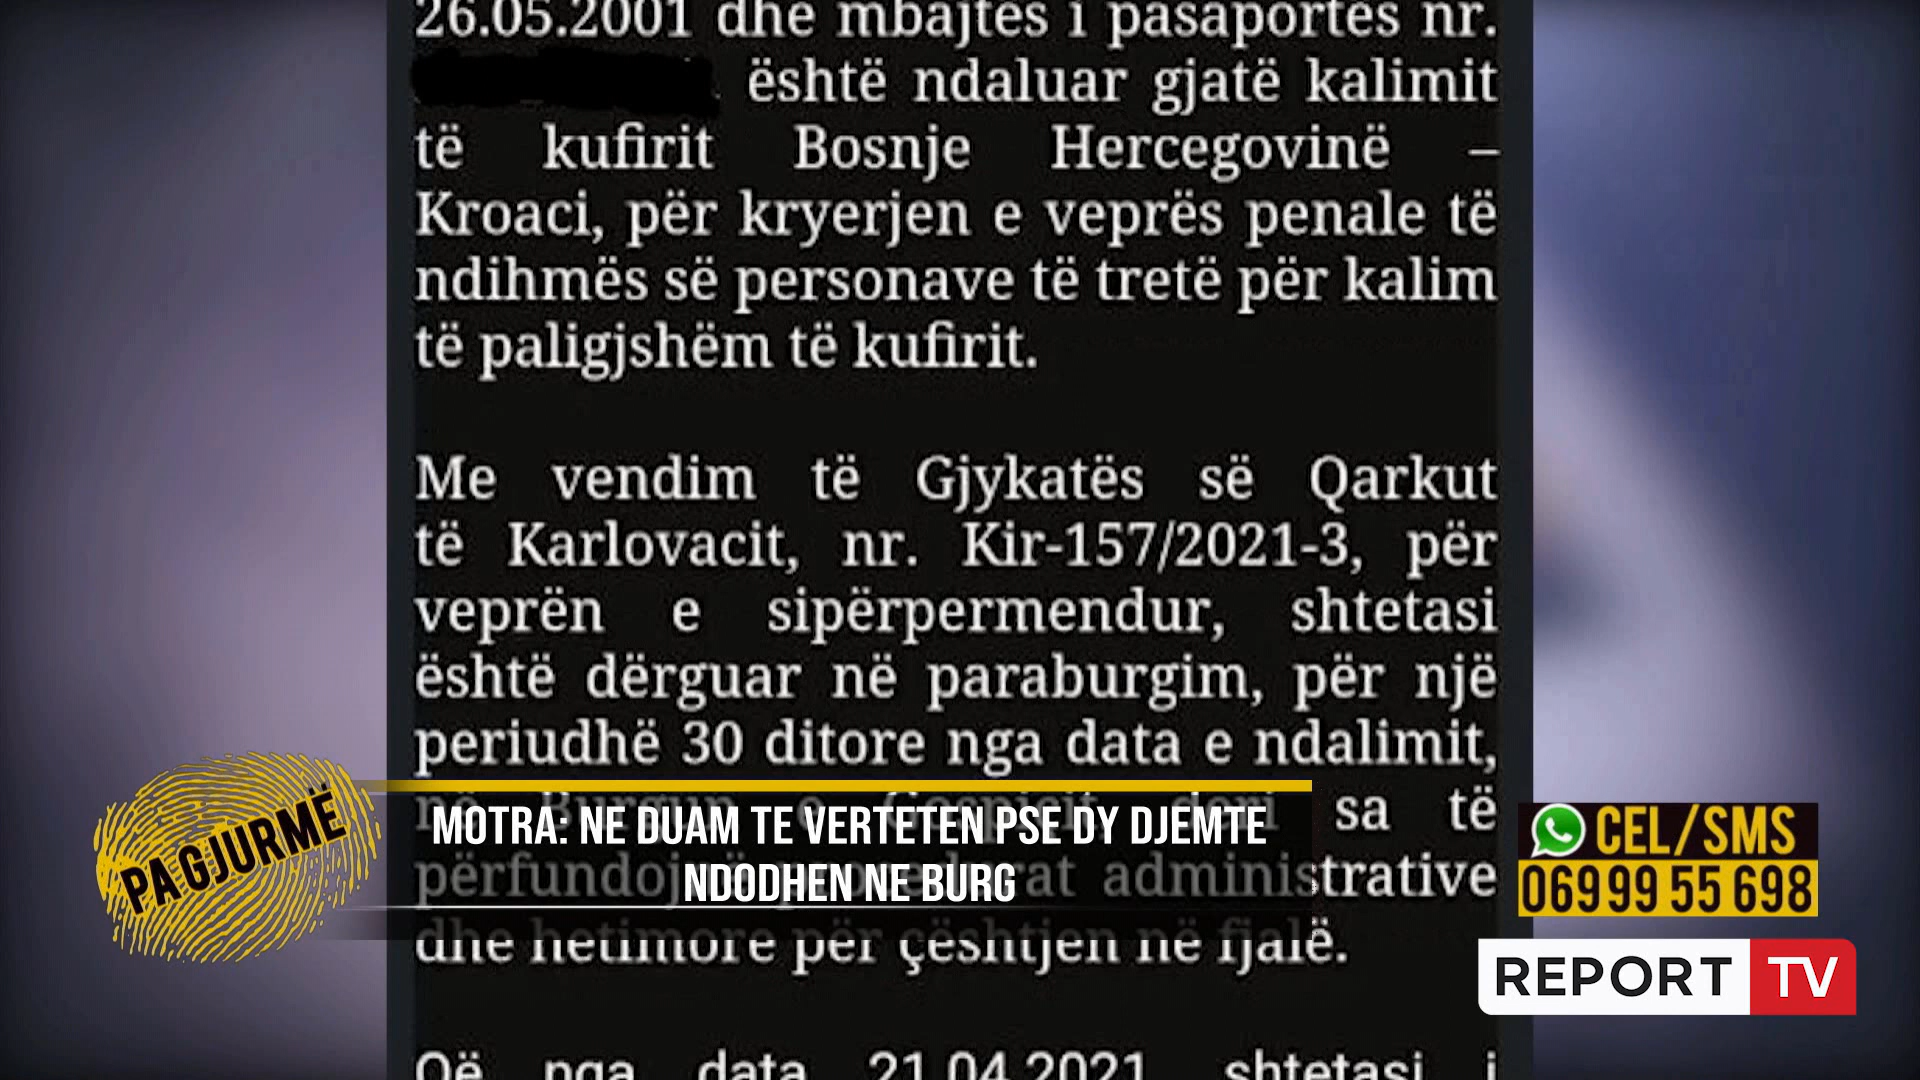 26.05.2001 dhe mbajtës i pasaportës nr.
është ndaluar gjatë kalimit
të kufirit Bosnje Hercegovinë –
Kroaci, për kryerjen e veprës penale të
ndihmës së personave të tretë për kalim
të paligjshëm të kufirit.
Me vendim të Gjykatës së Qarkut
të Karlovacit, nr. Kir-157/2021-3, për
veprën e sipërpermendur, shtetasi
është dërguar në paraburgim, për një
periudhë 30 ditore nga data e ndalimit,
në Burgun e sa të
administrative
dhe hetimore për çështjen në fjalë.
Që nga data 21.04.2021, shtetasi i
PA GJURMË
MOTRA: NE DUAM TE VERTETEN PSE DY DJEMTE
NDODHEN NE BURG
CEL/SMS
069 99 55 698
REPORT TV